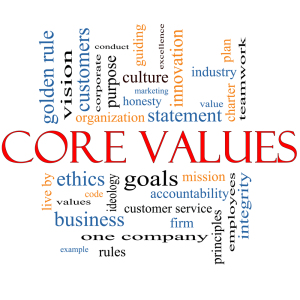 golden rule
vision
customers
corporate
conduct
purpose
guiding
culture
marketing
honesty
excellence
innovation
industry
value
plan
charter
teamwork
organization
statement
CORE VALUES
live by
ethics
code
values
ideology
goals
mission
accountability
customer service
business
firm
employees
integrity
principles
one company
example
rules